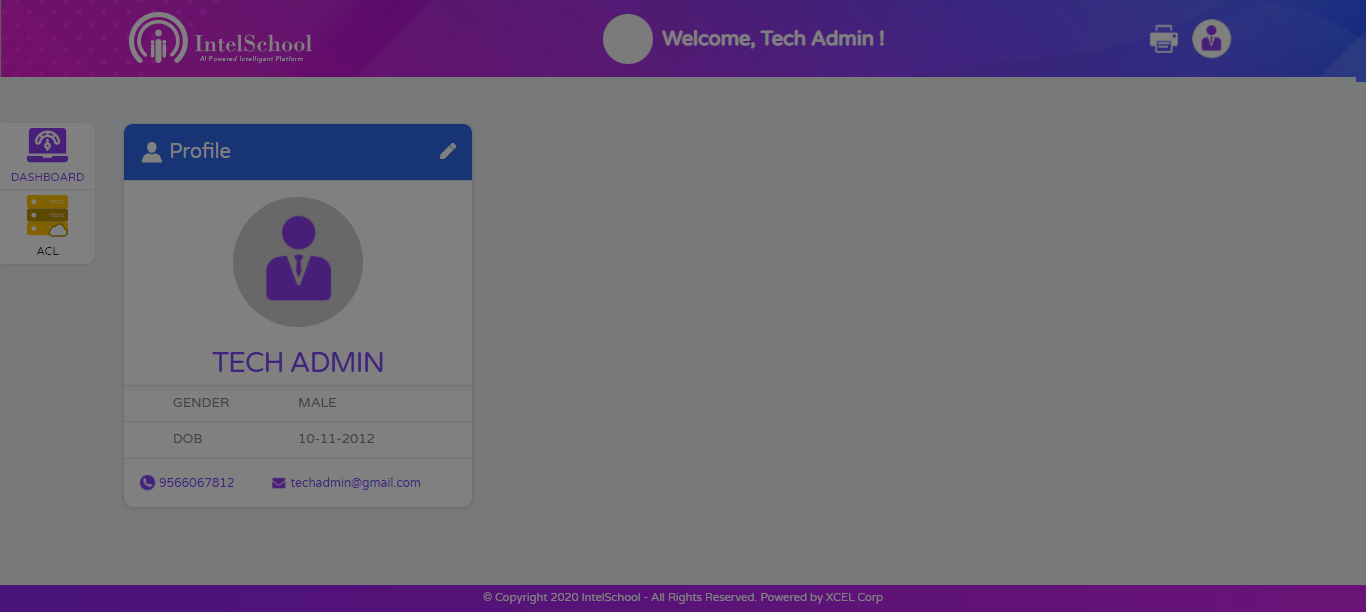 IntelSchool
AI Powered Intelligent Platform
Welcome, Tech Admin !
DASHBOARD
ACL
Profile
TECH ADMIN
GENDER MALE
DOB 10-11-2012
9566067812 techadmin@gmail.com
© Copyright 2020 IntelSchool - All Rights Reserved. Powered by XCEL Corp